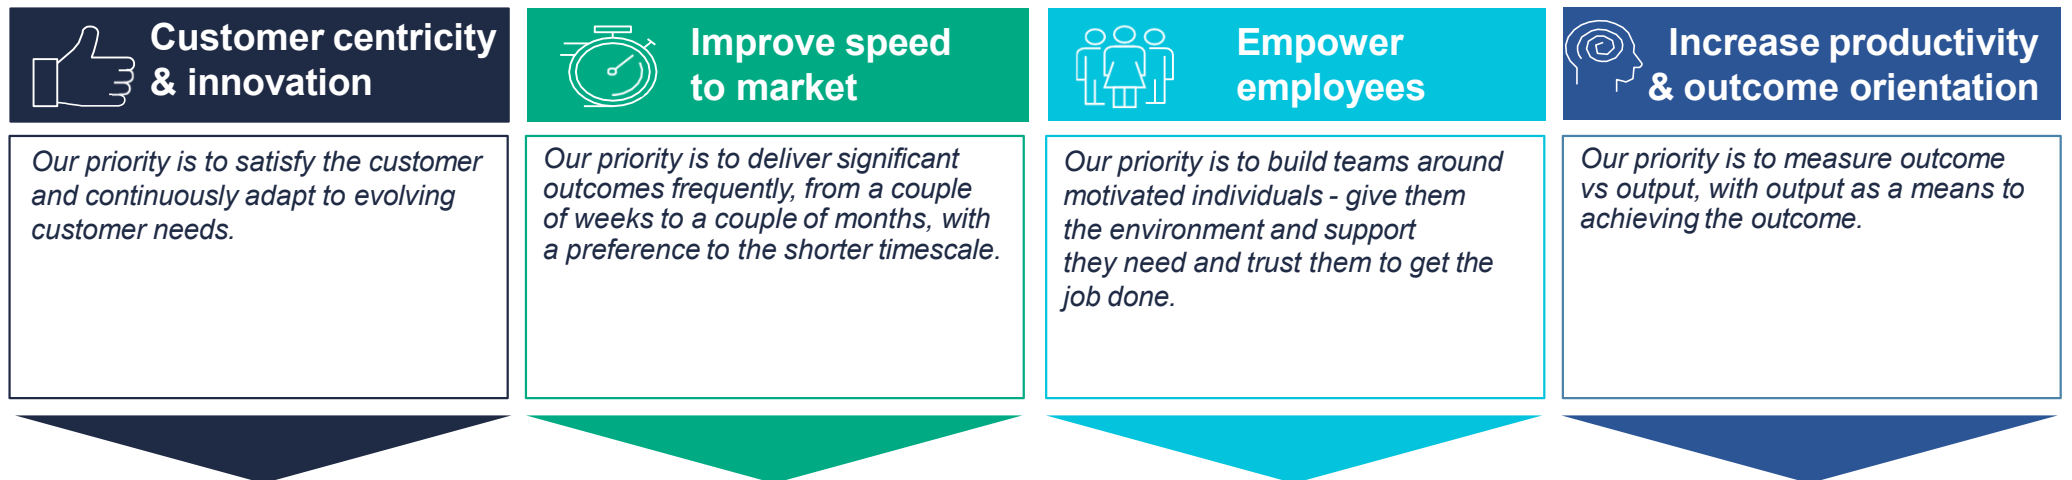 Customer centricity
& innovation
Our priority is to satisfy the customer
and continuously adapt to evolving
customer needs.
Improve speed
to market
Our priority is to deliver significant
outcomes frequently, from a couple
of weeks to a couple of months, with
a preference to the shorter timescale.
Empower
employees
Our priority is to build teams around
motivated individuals - give them
the environment and support
they need and trust them to get the
job done.
Increase productivity
& outcome orientation
Our priority is to measure outcome
vs output, with output as a means to
achieving the outcome.